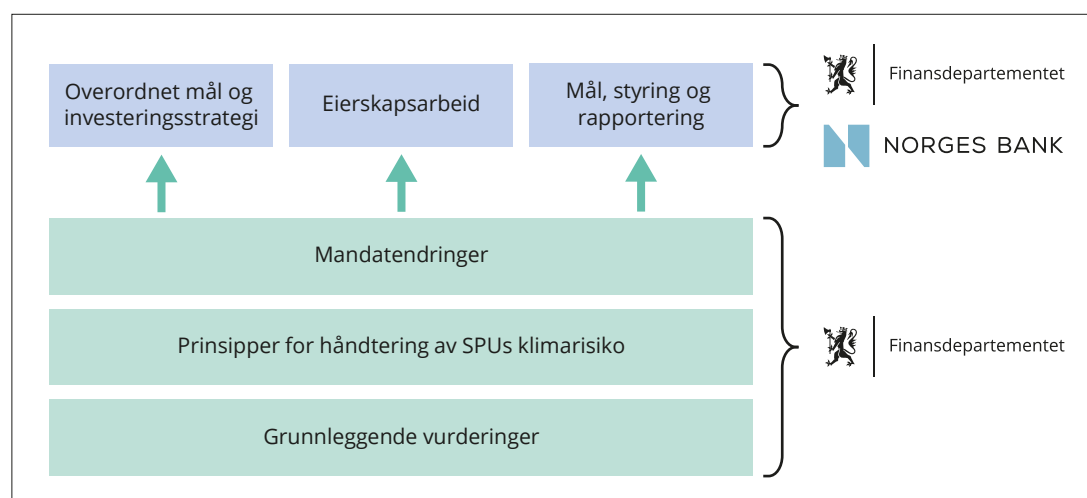 Overordnet mål og
investeringsstrategi
Eierskapsarbeid
Mål, styring og
rapportering
Finansdepartementet
NORGES BANK
Mandatendringer
Prinsipper for håndtering av SPUs klimarisiko
Grunnleggende vurderinger
Finansdepartementet